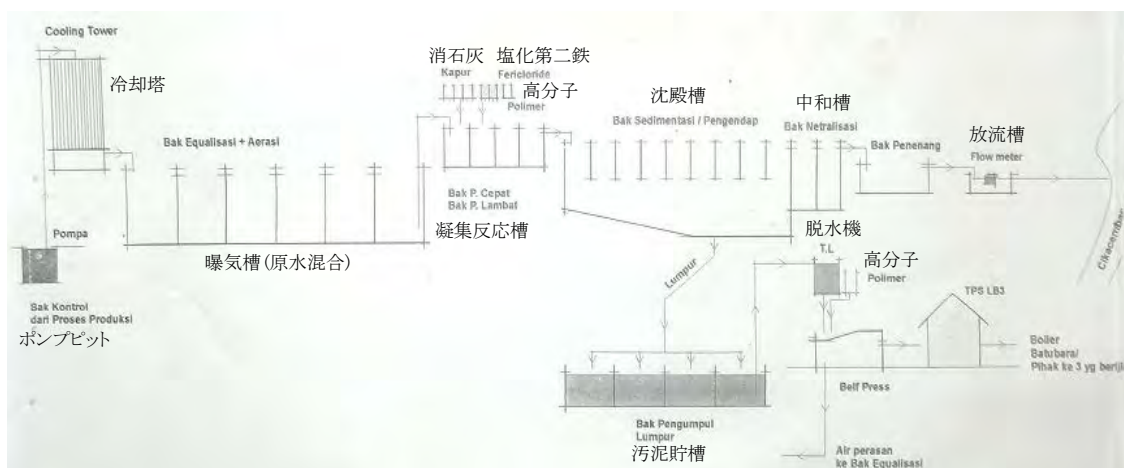 Cooling Tower
冷却塔
Bak Equalisasi + Aerasi
消石灰 塩化第二鉄
Kapur Fericloride
高分子
Polimer
沈殿槽
Bak Sedimentasi / Pengendap
中和槽
Bak Netralisasi
Bak Penenang
放流槽
Flow meter
Bak P. Cepat
Bak P. Lambat
凝集反応槽
Pompa
曝気槽(原水混合)
Bak Kontrol
dari Proses Produksi
ポンプピット
Lumpur
脱水機
T.L
高分子
Polimer
TPS LB3
Cikacembar
Boiler
Batubara/
Pihak ke 3 yg beriji
Belf Press
Bak Pengumpul
Lumpur
汚泥貯槽
Air perasan
ke Bak Equalisasi